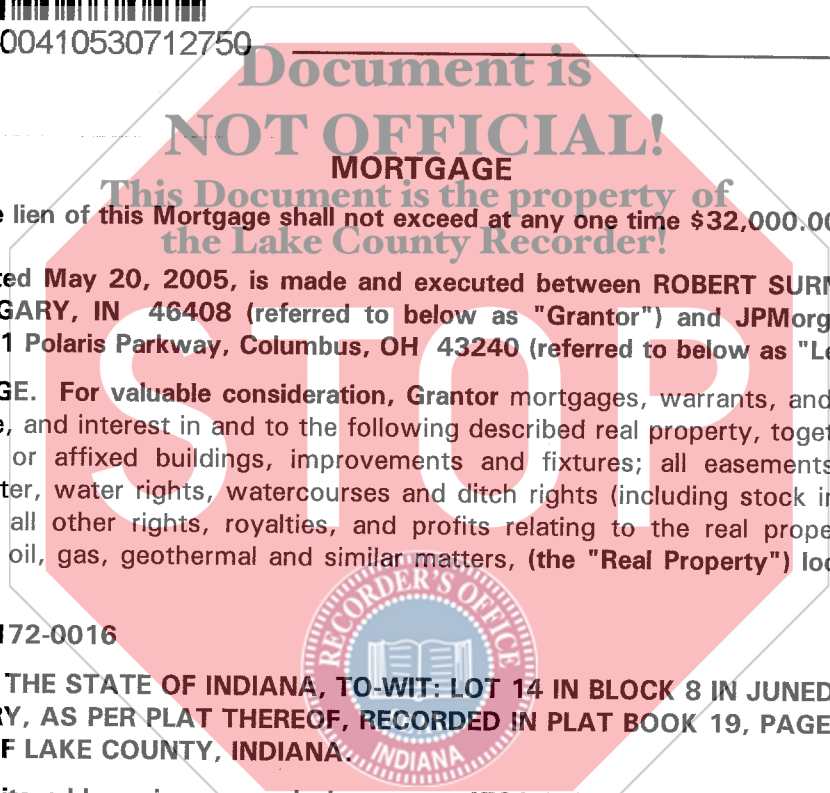 00410530712750
Document is
NOT OFFICIAL!
MORTGAGE
This Document is the property of
lien of this Mortgage shall not exceed at any one time $32,000.00
the Lake County Recorder!
May 20, 2005, is made and executed between ROBERT
GARY, IN 46408 (referred to below as "Grantor") and
1 Polaris Parkway, Columbus, OH 43240 (referred to below as
For valuable consideration, Grantor mortgages, warrants, and
and interest in and to the following described real property,
or affixed buildings, improvements and fixtures; all easements
water, water rights, watercourses and ditch rights (including stock
all other rights, royalties, and profits relating to the real
oil, gas, geothermal and similar matters, (the "Real Property")
STOP
172-0016
THE STATE OF INDIANA, TO-WIT: LOT 14 IN BLOCK 8 IN
AS PER PLAT THEREOF, RECORDED IN PLAT BOOK 19, PAGE
LAKE COUNTY, INDIANA.
RECORDER'S OFFICE
INDIANA